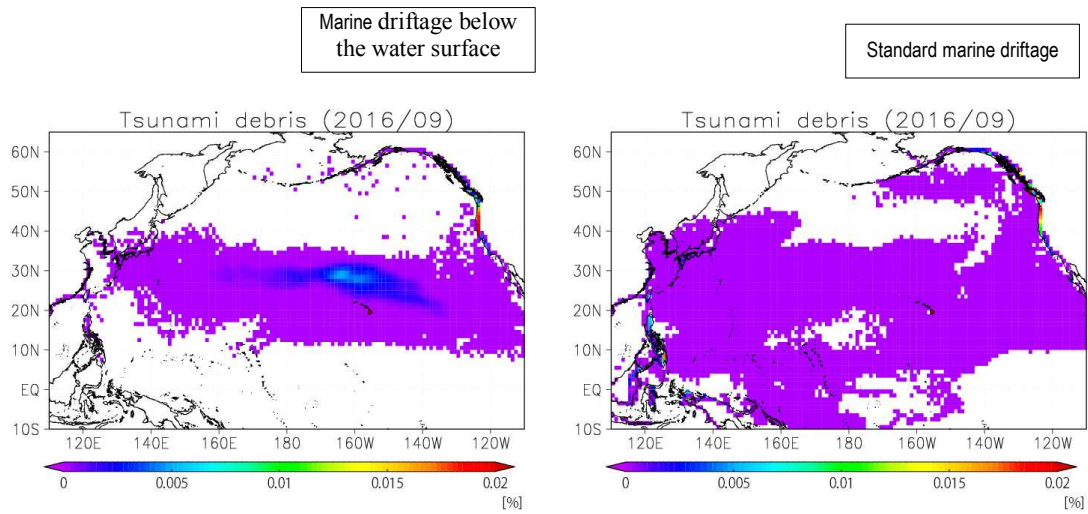 Marine driftage below
the water surface
Standard marine driftage
Tsunami debris (2016/09)
60N
50N
40N
30N
20N
10N
EQ
10S
120E 140E 160E 180 160W 140W 120W
0 0.005 0.01 0.015 0.02
[%]
Tsunami debris (2016/09)
60N
50N
40N
30N
20N
10N
EQ
10S
120E 140E 160E 180 160W 140W 120W
0 0.005 0.01 0.015 0.02
[%]